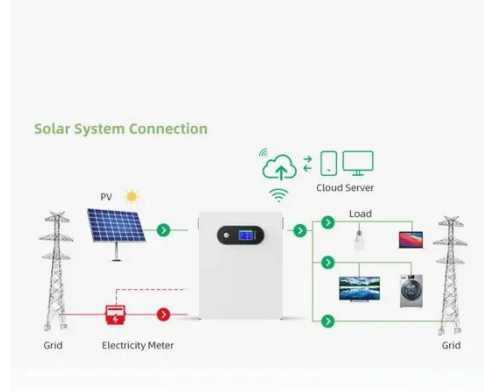 Solar System Connection
Cloud Server
PV
Load
Grid
Electricity Meter
Grid